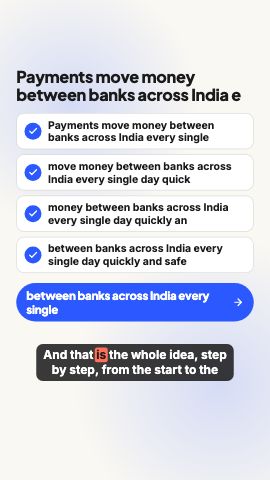 Payments move money
between banks across India e
Payments move money between
banks across India every single
move money between banks across
India every single day quick
money between banks across India
every single day quickly an
between banks across India every
single day quickly and safe
between banks across India every
single
And that is the whole idea, step
by step, from the start to the